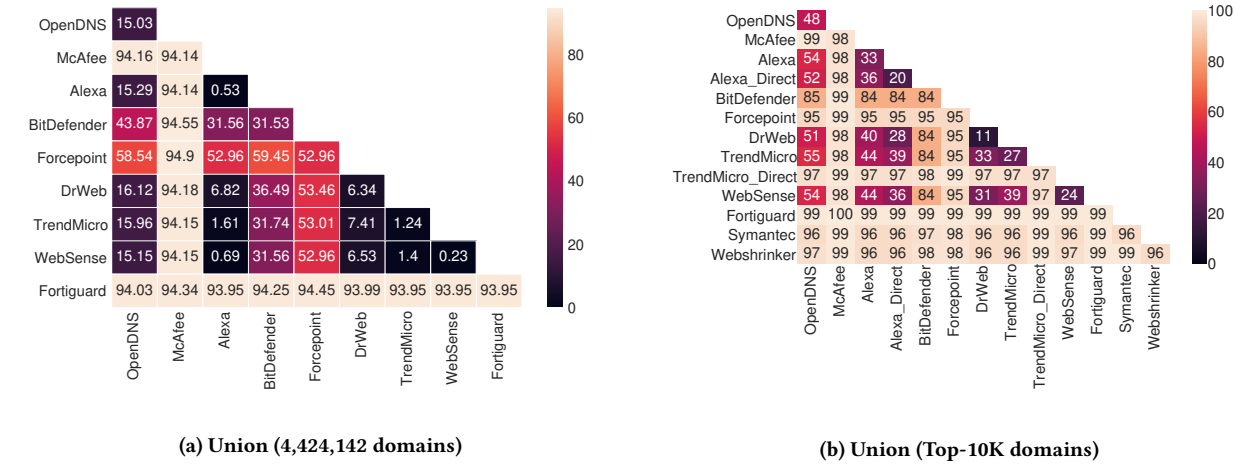 OpenDNS 15.03
McAfee 94.16 94.14
Alexa 15.29 94.14 0.53
BitDefender 43.87 94.55 31.56 31.53
Forcepoint 58.54 94.9 52.96 59.45 52.96
DrWeb 16.12 94.18 6.82 36.49 53.46 6.34
TrendMicro 15.96 94.15 1.61 31.74 53.01 7.41 1.24
WebSense 15.15 94.15 0.69 31.56 52.96 6.53 1.4 0.23
Fortiguard 94.03 94.34 93.95 94.25 94.45 93.99 93.95 93.95 93.95
OpenDNS McAfee Alexa BitDefender Forcepoint DrWeb TrendMicro WebSense Fortiguard
80
60
40
20
0
(a) Union (4,424,142 domains)
OpenDNS 48
McAfee 99 98
Alexa 54 98 33
Alexa_Direct 52 98 36 20
BitDefender 85 99 84 84 84
Forcepoint 95 99 95 95 95 95
DrWeb 51 98 40 28 84 95 11
TrendMicro 55 98 44 39 84 95 33 27
TrendMicro_Direct 97 99 97 97 98 99 97 97 97
WebSense 54 98 44 36 84 95 31 39 97 24
Fortiguard 99 100 99 99 99 99 99 99 99 99 99
Symantec 96 99 96 96 97 98 96 96 99 96 99 96
Webshrinker 97 99 96 96 98 98 96 96 99 97 99 96 96
OpenDNS McAfee Alexa Alexa_Direct BitDefender Forcepoint DrWeb TrendMicro TrendMicro_Direct WebSense Fortiguard Symantec Webshrinker
100
80
60
40
20
0
(b) Union (Top-10K domains)